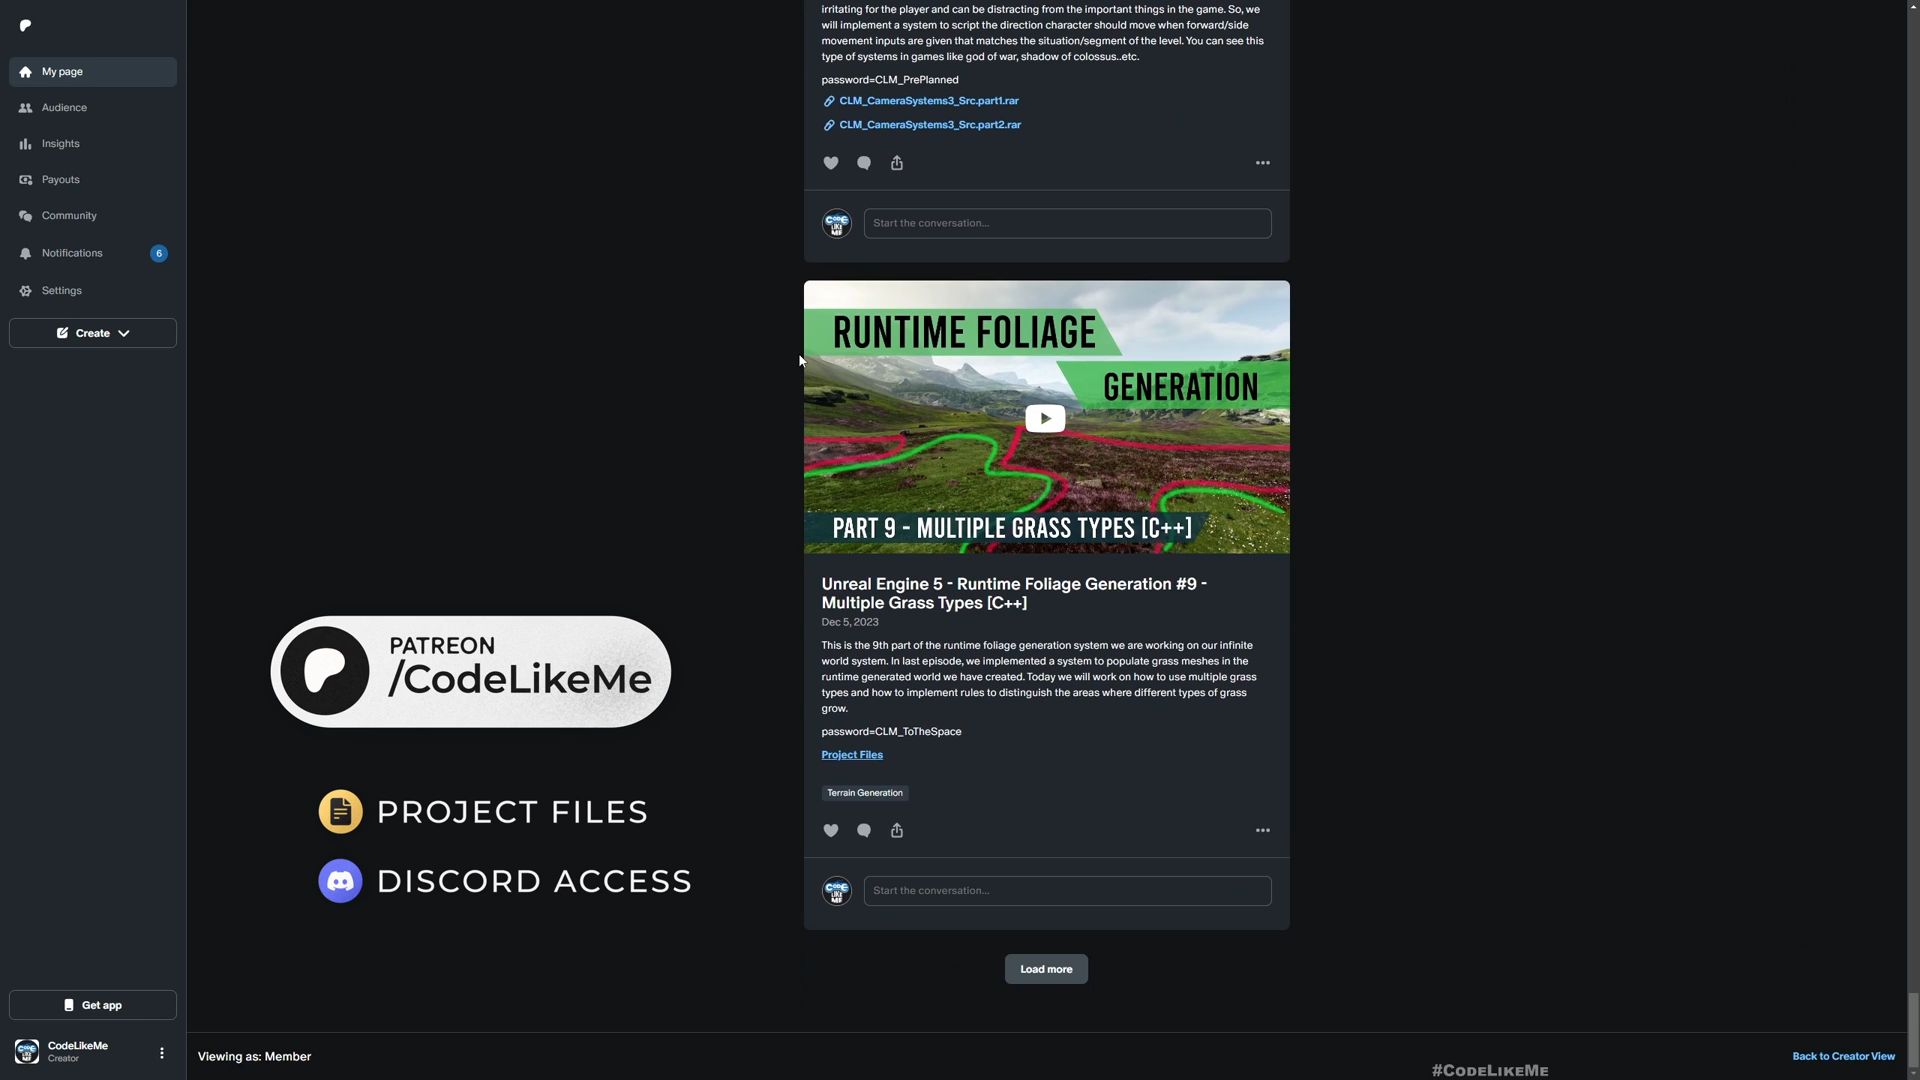 My page
Audience
Insights
Payouts
Community
Notifications 6
Settings
Create
Get app
CodeLikeMe
Creator
irritating for the player and can be distracting from the important things in the game. So, we
will implement a system to script the direction character should move when forward/side
movement inputs are given that matches the situation/segment of the level. You can see this
type of systems in games like god of war, shadow of colossus..etc.
password=CLM_PrePlanned
CLM_CameraSystems3_Src.part1.rar
CLM_CameraSystems3_Src.part2.rar
CODE
LIKE
ME
Start the conversation...
RUNTIME FOLIAGE
GENERATION
PART 9 - MULTIPLE GRASS TYPES [C++]
Unreal Engine 5 - Runtime Foliage Generation #9 -
Multiple Grass Types [C++]
Dec 5, 2023
This is the 9th part of the runtime foliage generation system we are working on our infinite
world system. In last episode, we implemented a system to populate grass meshes in the
runtime generated world we have created. Today we will work on how to use multiple grass
types and how to implement rules to distinguish the areas where different types of grass
grow.
password=CLM_ToTheSpace
Project Files
Terrain Generation
CODE
LIKE
ME
Start the conversation...
Load more
PATREON
/CodeLikeMe
PROJECT FILES
DISCORD ACCESS
Viewing as: Member
Back to Creator View
#CODELIKEME